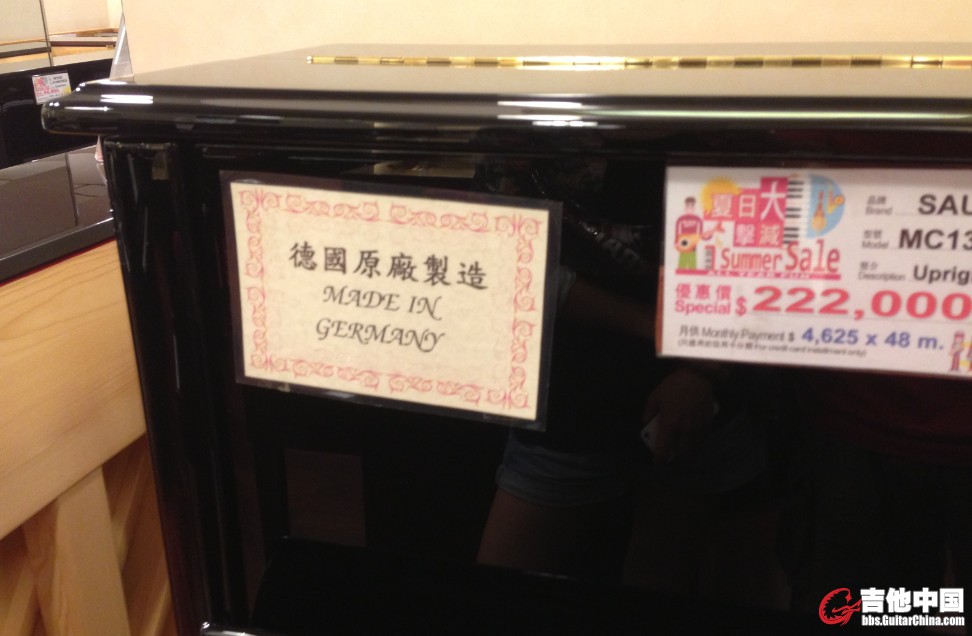 德國原廠製造
MADE IN
GERMANY
夏日大
擊減
Summer Sale
品牌 Brand SAU
型號 Model MC13
簡介 Description Uprig
優惠價 Special $ 222,000
月供 Monthly Payment $ 4,625 x 48 m.
吉他中国
bbs.GuitarChina.com